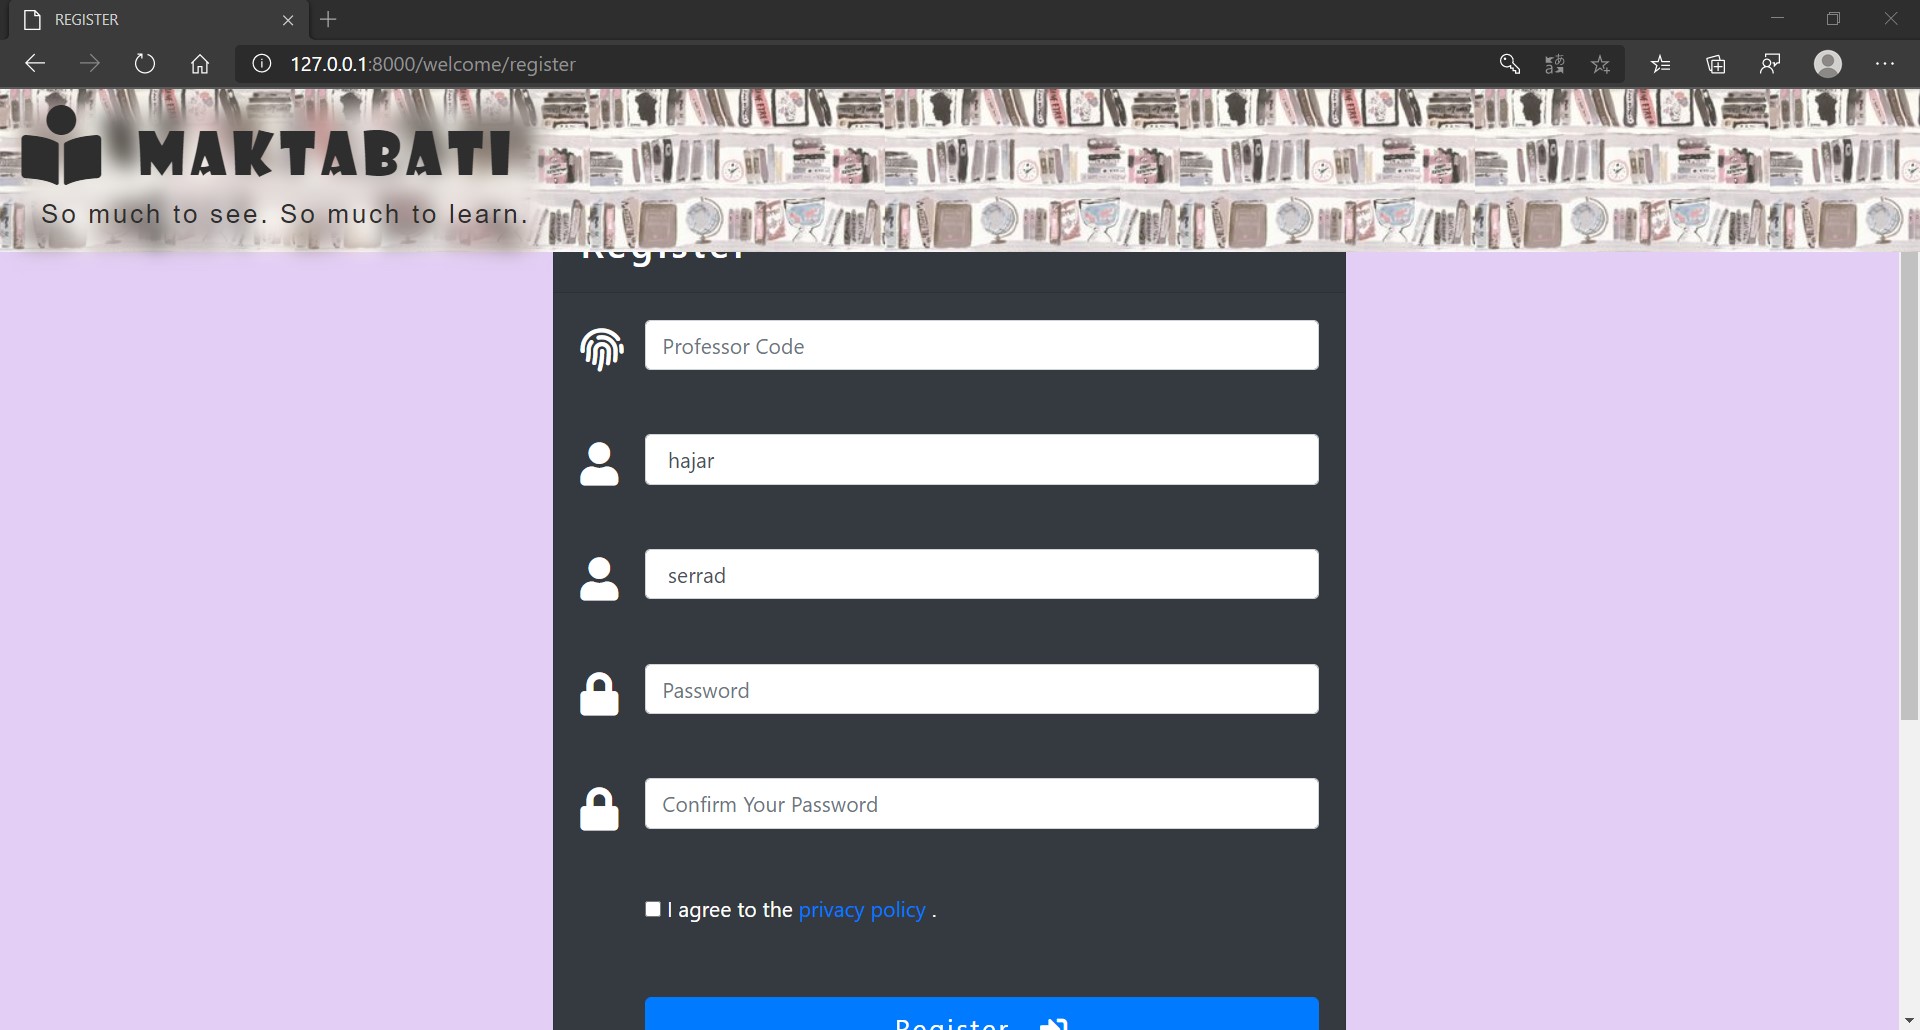 REGISTER
127.0.0.1:8000/welcome/register
MAKTABATI
So much to see. So much to learn.
Register
Professor Code
hajar
serrad
Password
Confirm Your Password
I agree to the privacy policy .
Register